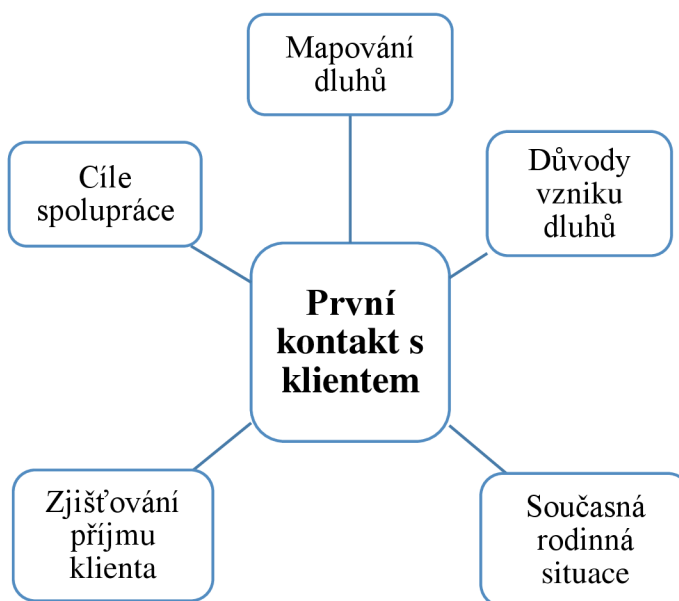 Mapování
dluhů
Cíle
spolupráce
Důvody
vzniku
dluhů
První
kontakt s
klientem
Zjišťování
příjmu
klienta
Současná
rodinná
situace